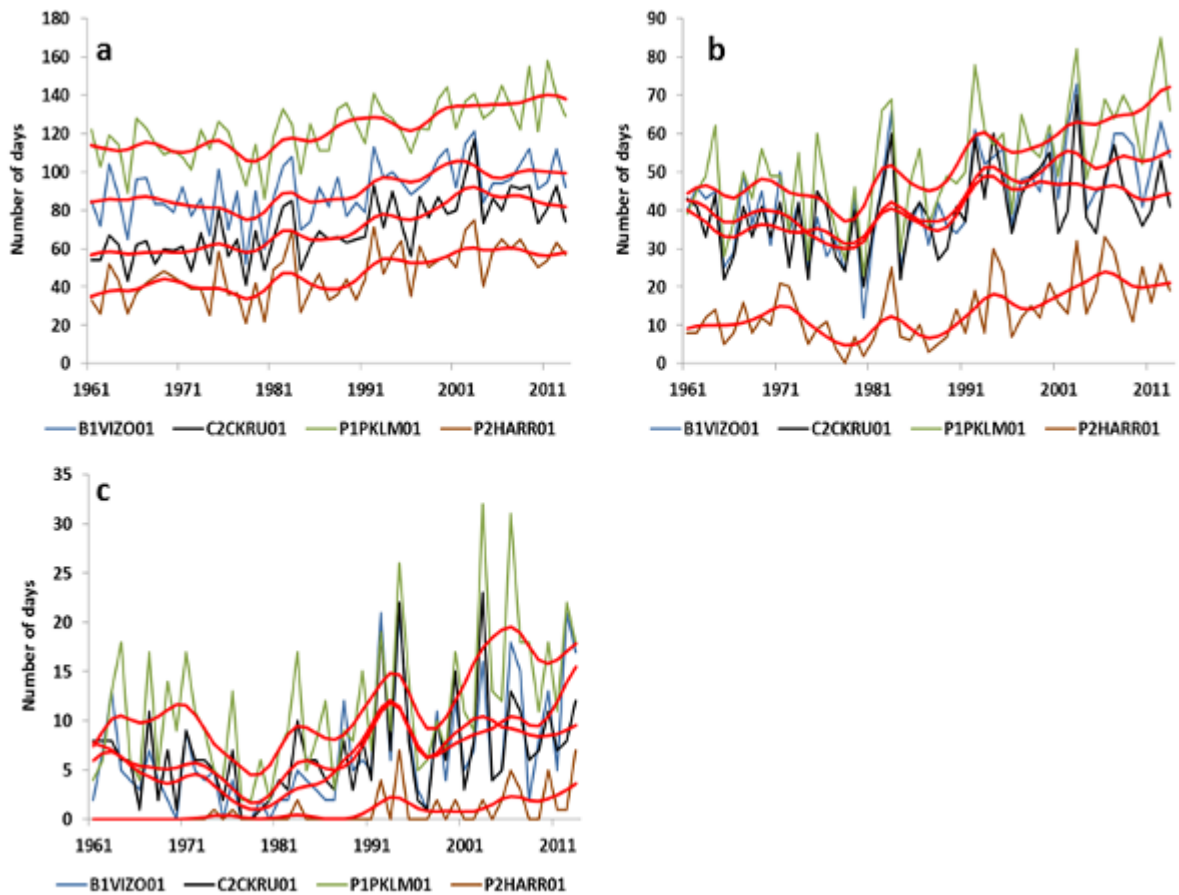 a
180
160
140
120
100
80
60
40
20
0
Number of days
1961 1971 1981 1991 2001 2011
B1VIZO01 C2CKRU01 P1PKLM01 P2HARR01
b
90
80
70
60
50
40
30
20
10
0
Number of days
1961 1971 1981 1991 2001 2011
B1VIZO01 C2CKRU01 P1PKLM01 P2HARR01
c
35
30
25
20
15
10
5
0
Number of days
1961 1971 1981 1991 2001 2011
B1VIZO01 C2CKRU01 P1PKLM01 P2HARR01